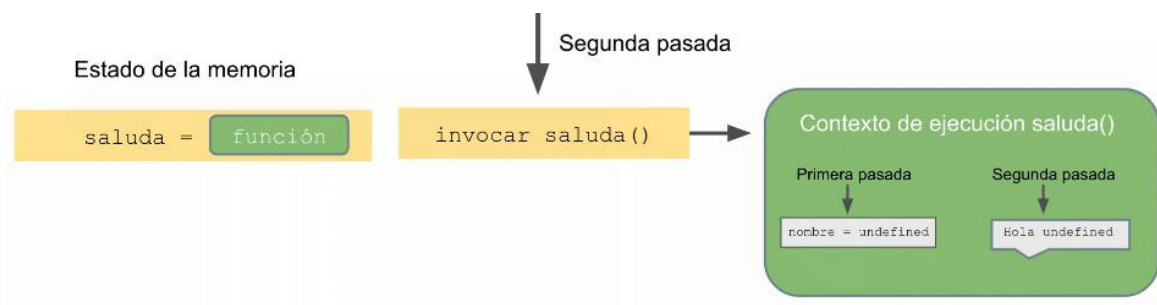 Segunda pasada
Estado de la memoria
saluda = función
invocar saluda()
Contexto de ejecución saluda()
Primera pasada
Segunda pasada
nombre = undefined
Hola undefined